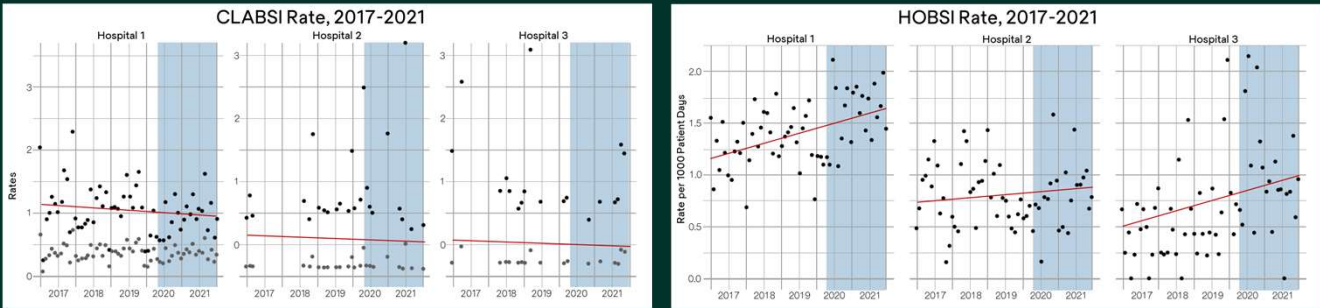 CLABSI Rate, 2017-2021
Hospital 1
Hospital 2
Hospital 3
Rates
3
2
1
0
3
2
1
0
3
2
1
0
2017 2018 2019 2020 2021
2017 2018 2019 2020 2021
2017 2018 2019 2020 2021
HOBSI Rate, 2017-2021
Hospital 1
Hospital 2
Hospital 3
Rate per 1000 Patient Days
2.0
1.5
1.0
0.5
0.0
2017 2018 2019 2020 2021
2017 2018 2019 2020 2021
2017 2018 2019 2020 2021